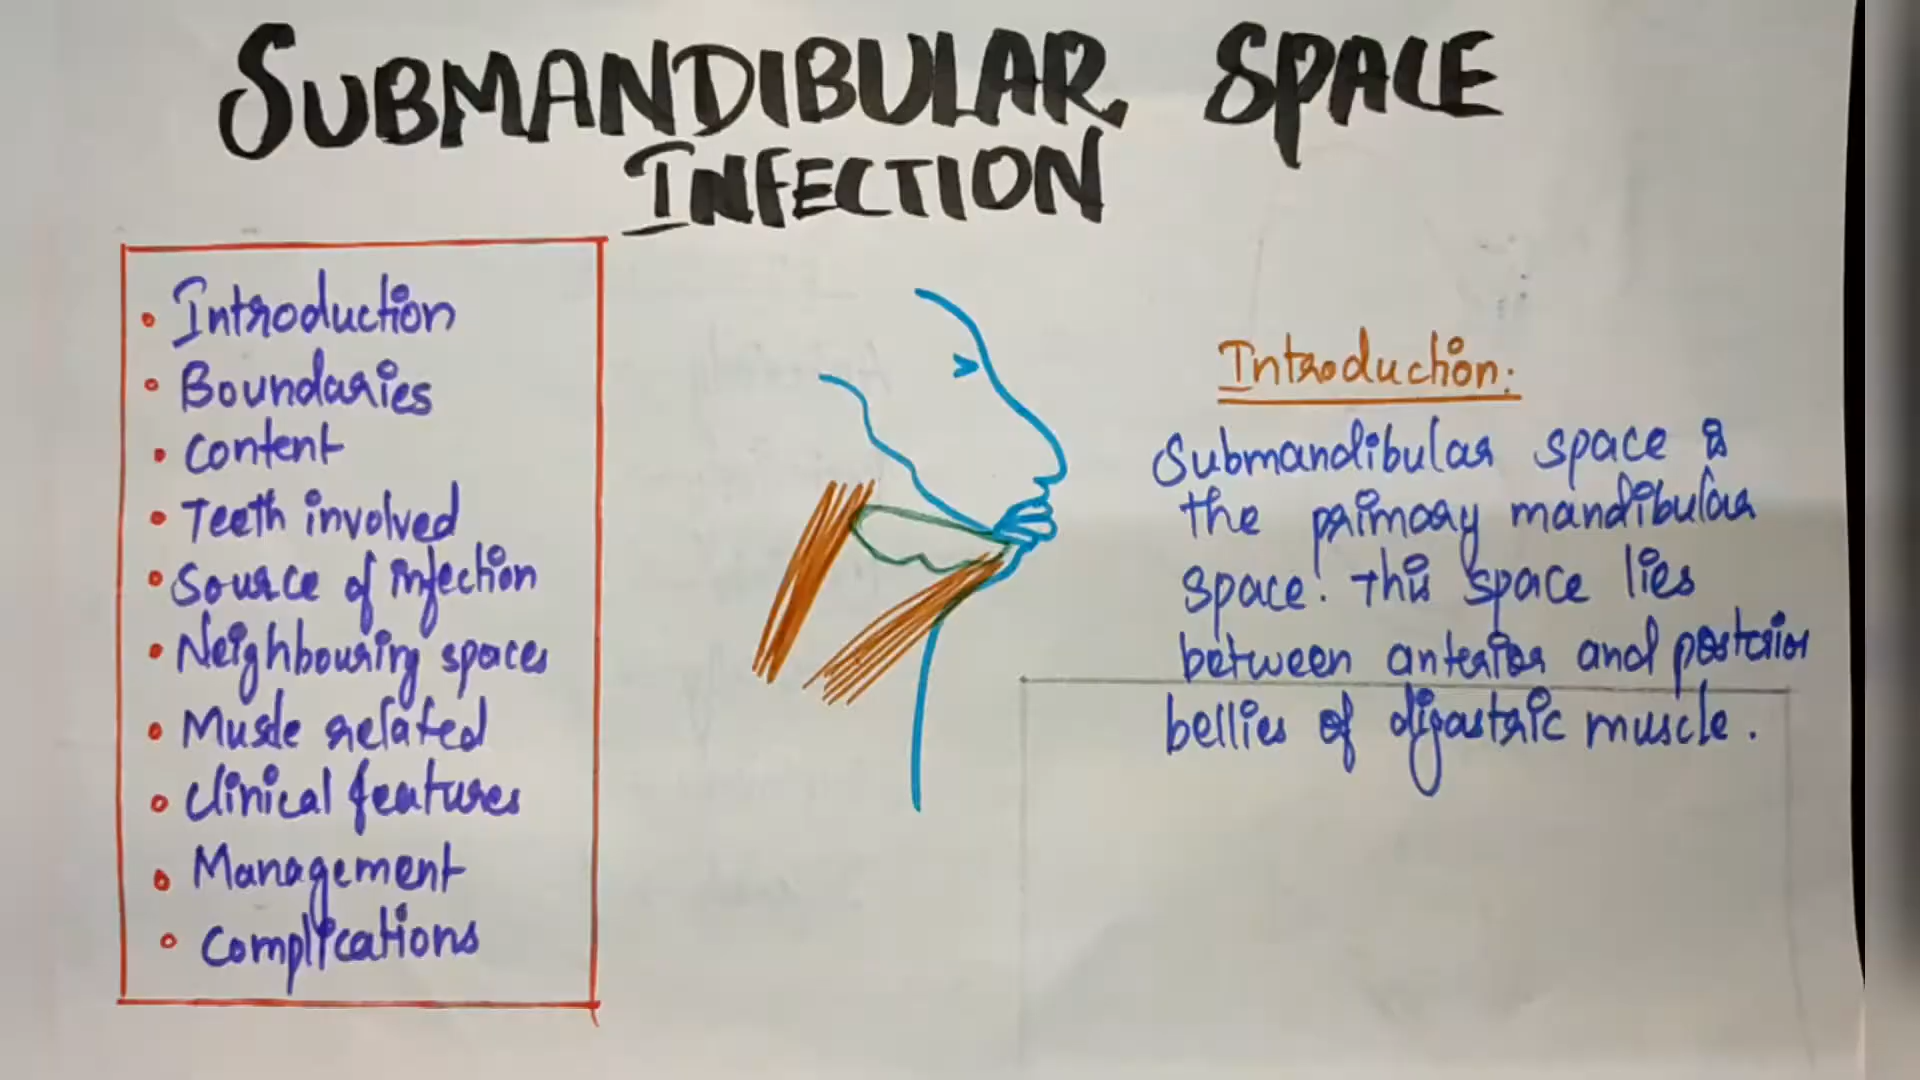 SUBMANDIBULAR SPACE
INFECTION
Introduction
Boundaries
Content
Teeth involved
Source of infection
Neighbouring spaces
Muscle related
Clinical features
Management
Complications
Introduction:
Submandibular space is
the primary mandibular
space. This space lies
between anterior and posterior
bellies of digastric muscle.